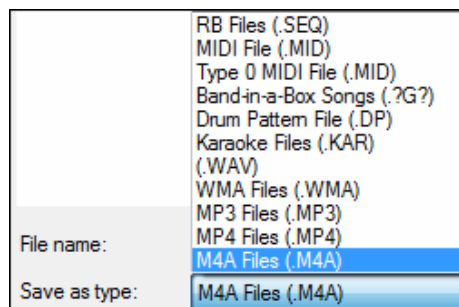 RB Files (.SEQ)
MIDI File (.MID)
Type 0 MIDI File (.MID)
Band-in-a-Box Songs (.?G?)
Drum Pattern File (.DP)
Karaoke Files (.KAR)
(.WAV)
WMA Files (.WMA)
MP3 Files (.MP3)
MP4 Files (.MP4)
M4A Files (.M4A)
File name:
Save as type: M4A Files (.M4A)